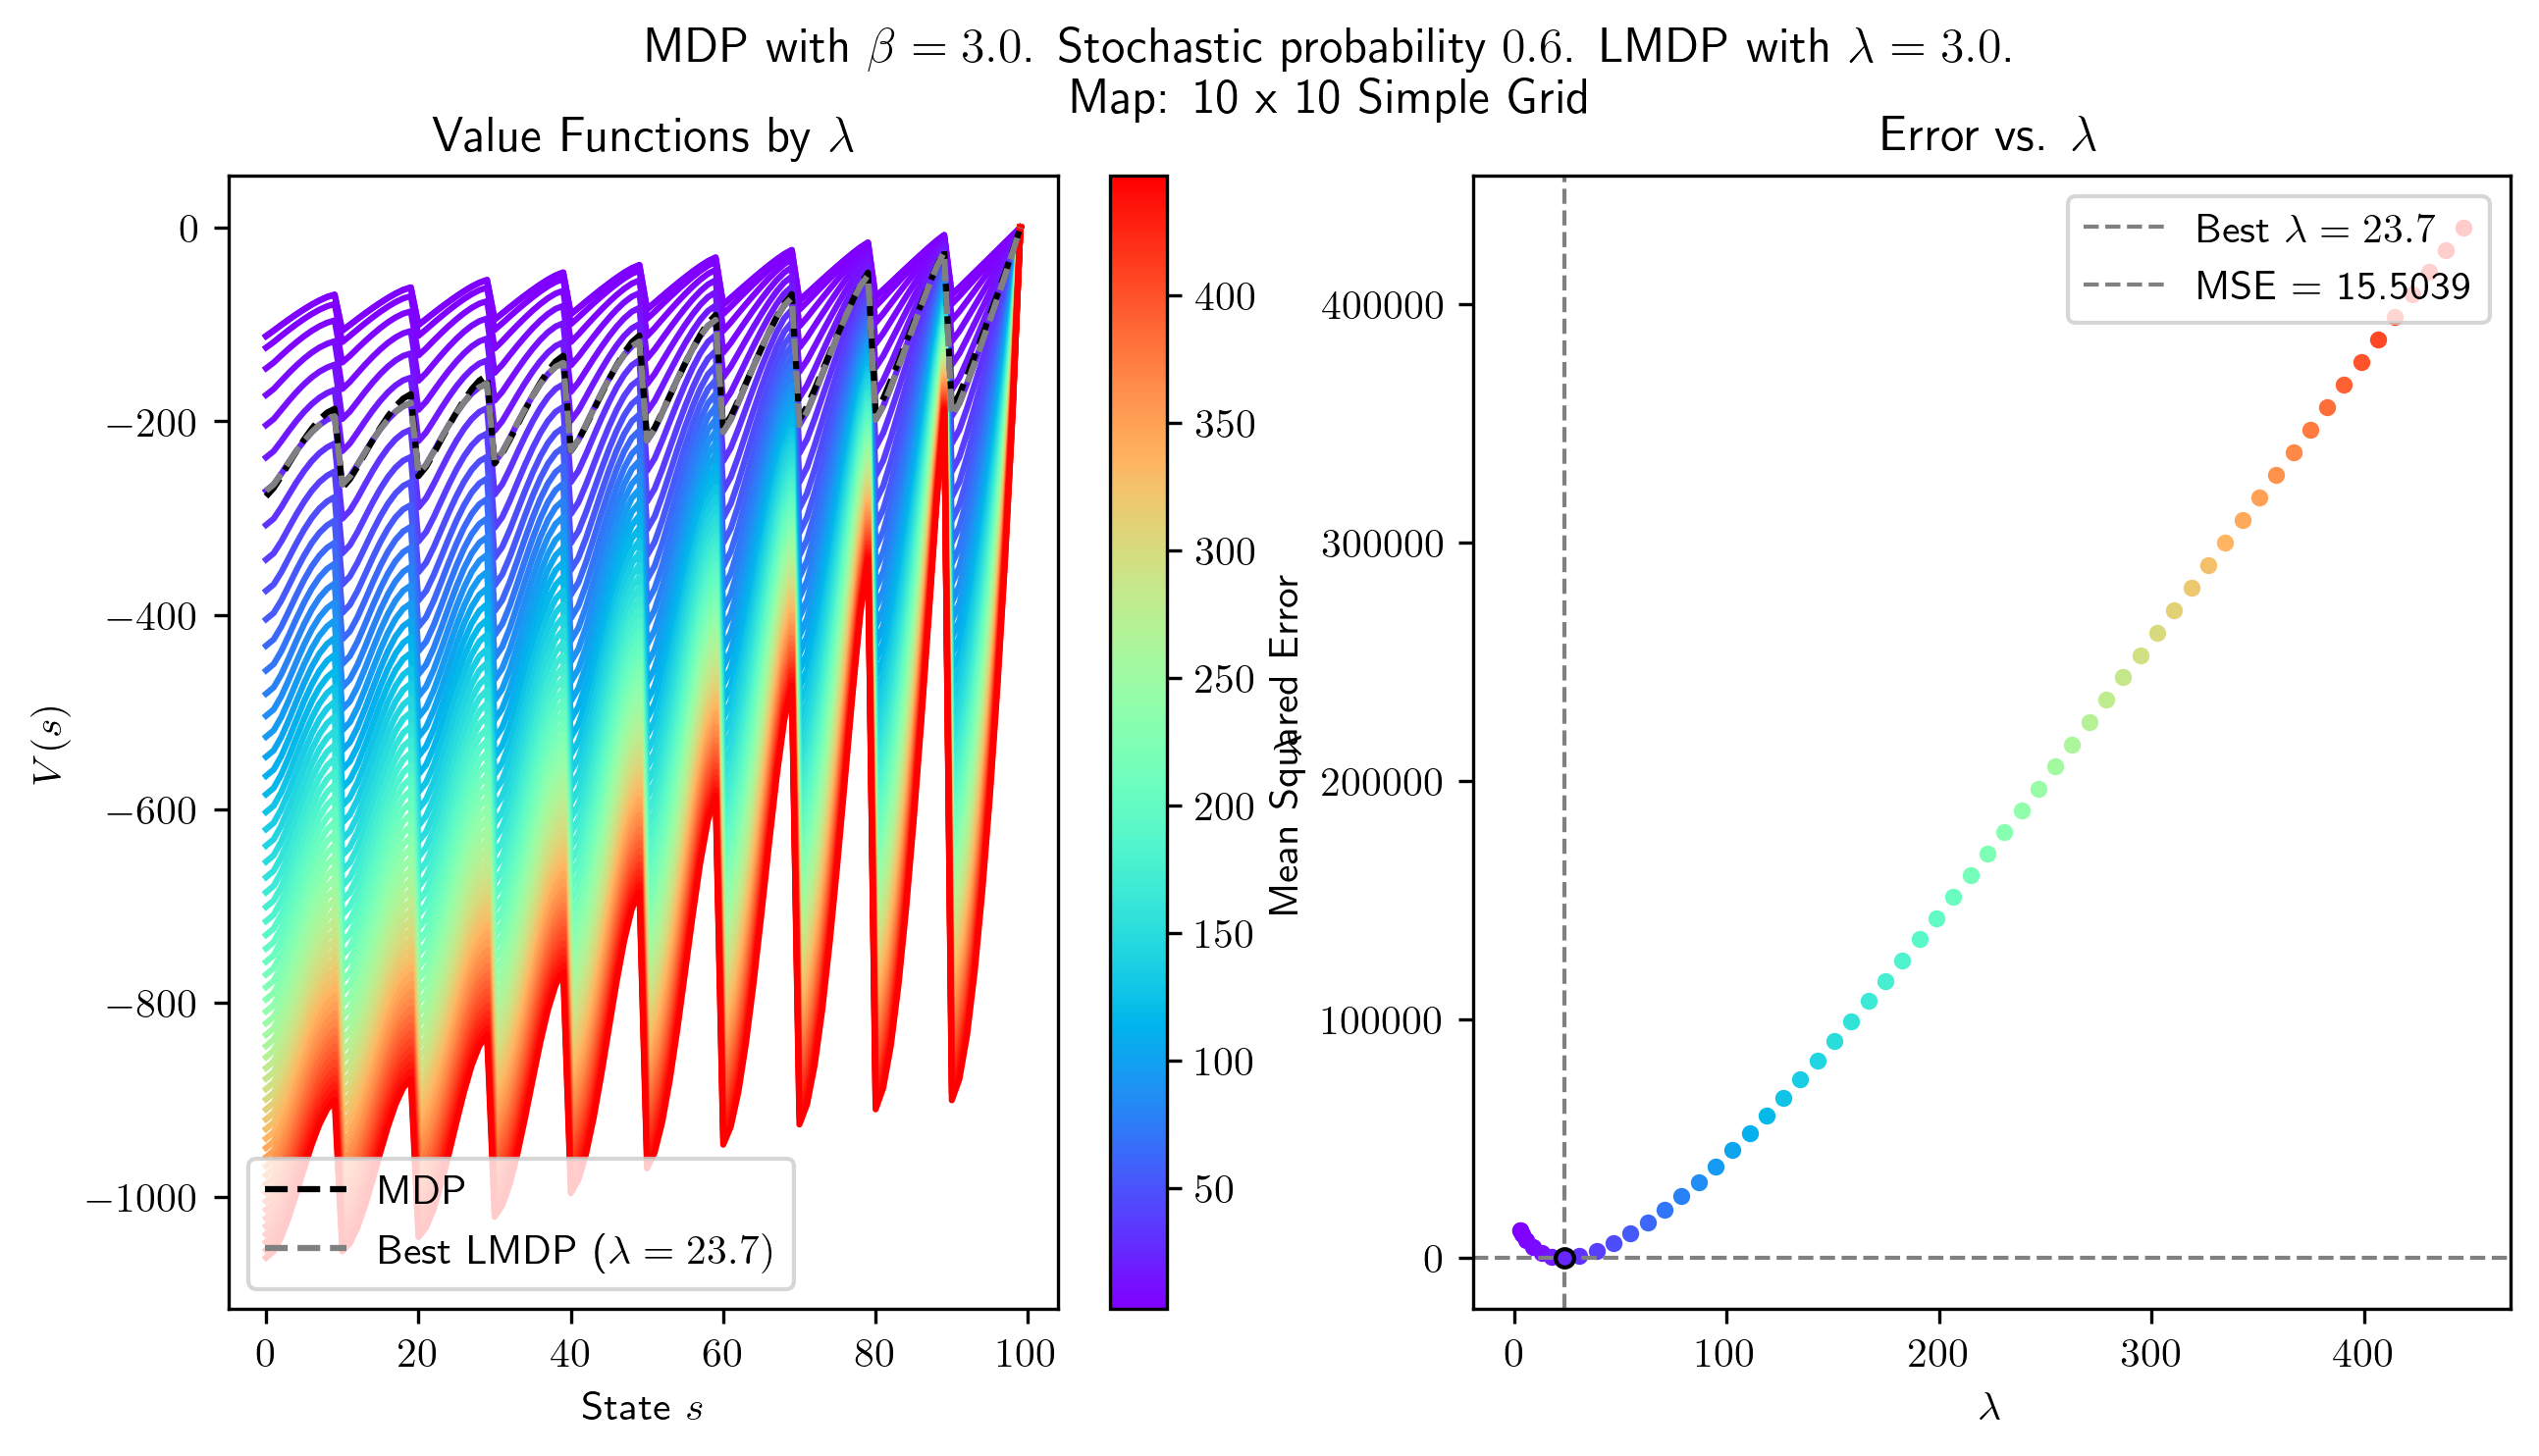 MDP with β = 3.0. Stochastic probability 0.6. LMDP with λ = 3.0.
Map: 10 x 10 Simple Grid
Value Functions by λ
V(s)
0
−200
−400
−600
−800
−1000
0 20 40 60 80 100
State s
MDP
Best LMDP (λ = 23.7)
400
350
300
250
200
150
100
50
λ
Error vs. λ
Mean Squared Error
400000
300000
200000
100000
0
0 100 200 300 400
λ
Best λ = 23.7
MSE = 15.5039